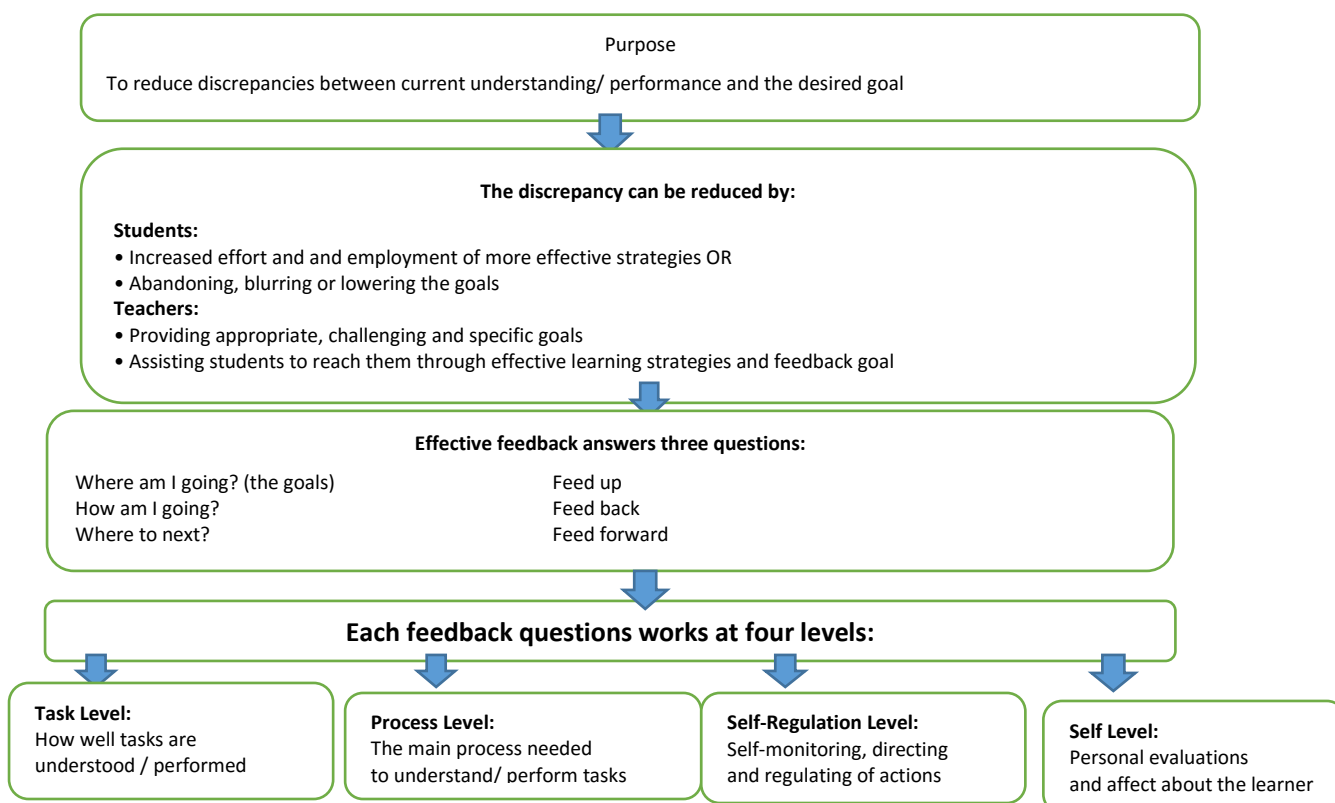 Purpose
To reduce discrepancies between current understanding/ performance and the desired goal
The discrepancy can be reduced by:
Students:
• Increased effort and and employment of more effective strategies OR
• Abandoning, blurring or lowering the goals
Teachers:
• Providing appropriate, challenging and specific goals
• Assisting students to reach them through effective learning strategies and feedback goal
Effective feedback answers three questions:
Where am I going? (the goals) Feed up
How am I going? Feed back
Where to next? Feed forward
Each feedback questions works at four levels:
Task Level:
How well tasks are
understood / performed
Process Level:
The main process needed
to understand/ perform tasks
Self-Regulation Level:
Self-monitoring, directing
and regulating of actions
Self Level:
Personal evaluations
and affect about the learner